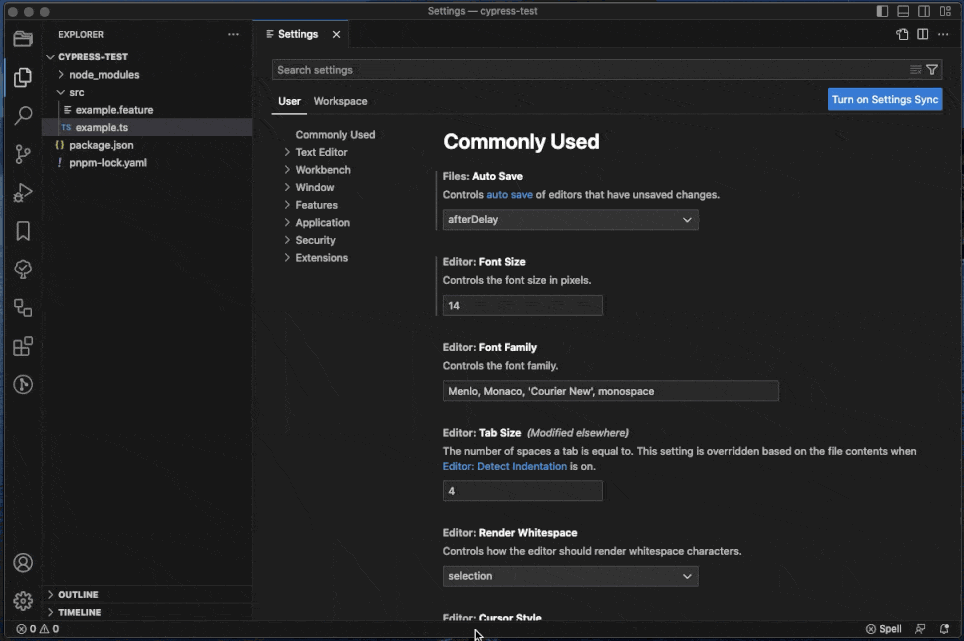 Settings — cypress-test
EXPLORER
CYPRESS-TEST
node_modules
src
example.feature
TS example.ts
{} package.json
! pnpm-lock.yaml
OUTLINE
TIMELINE
Settings
Search settings
User Workspace
Turn on Settings Sync
Commonly Used
Text Editor
Workbench
Window
Features
Application
Security
Extensions
Commonly Used
Files: Auto Save
Controls auto save of editors that have unsaved changes.
afterDelay
Editor: Font Size
Controls the font size in pixels.
14
Editor: Font Family
Controls the font family.
Menlo, Monaco, 'Courier New', monospace
Editor: Tab Size (Modified elsewhere)
The number of spaces a tab is equal to. This setting is overridden based on the file contents when
Editor: Detect Indentation is on.
4
Editor: Render Whitespace
Controls how the editor should render whitespace characters.
selection
Editor: Cursor Style
0 0
Spell